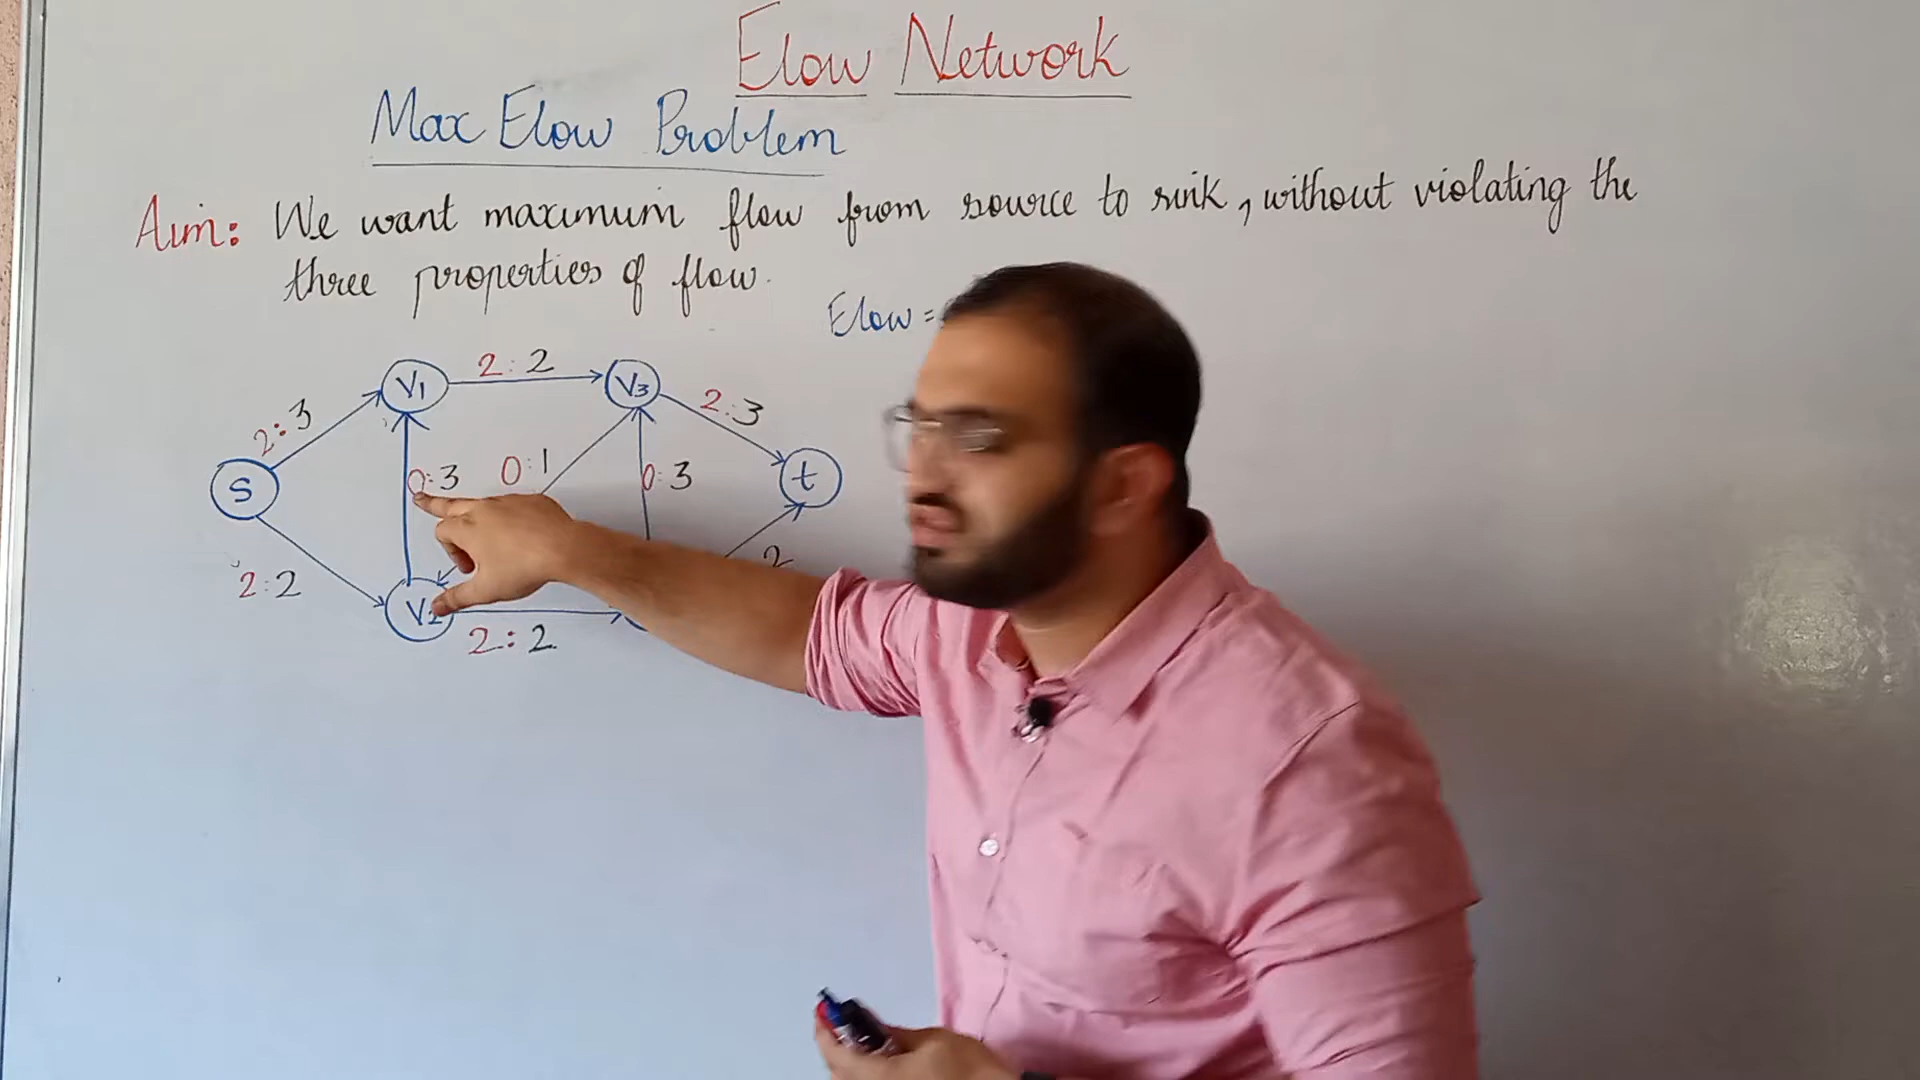 Flow Network
Max Flow Problem
Aim: We want maximum flow from source to sink, without violating the
three properties of flow.
Flow =
2:2
V1
V3
2:3
2:3
0:3
0:1
0:3
S
t
2:2
2
V2
2:2